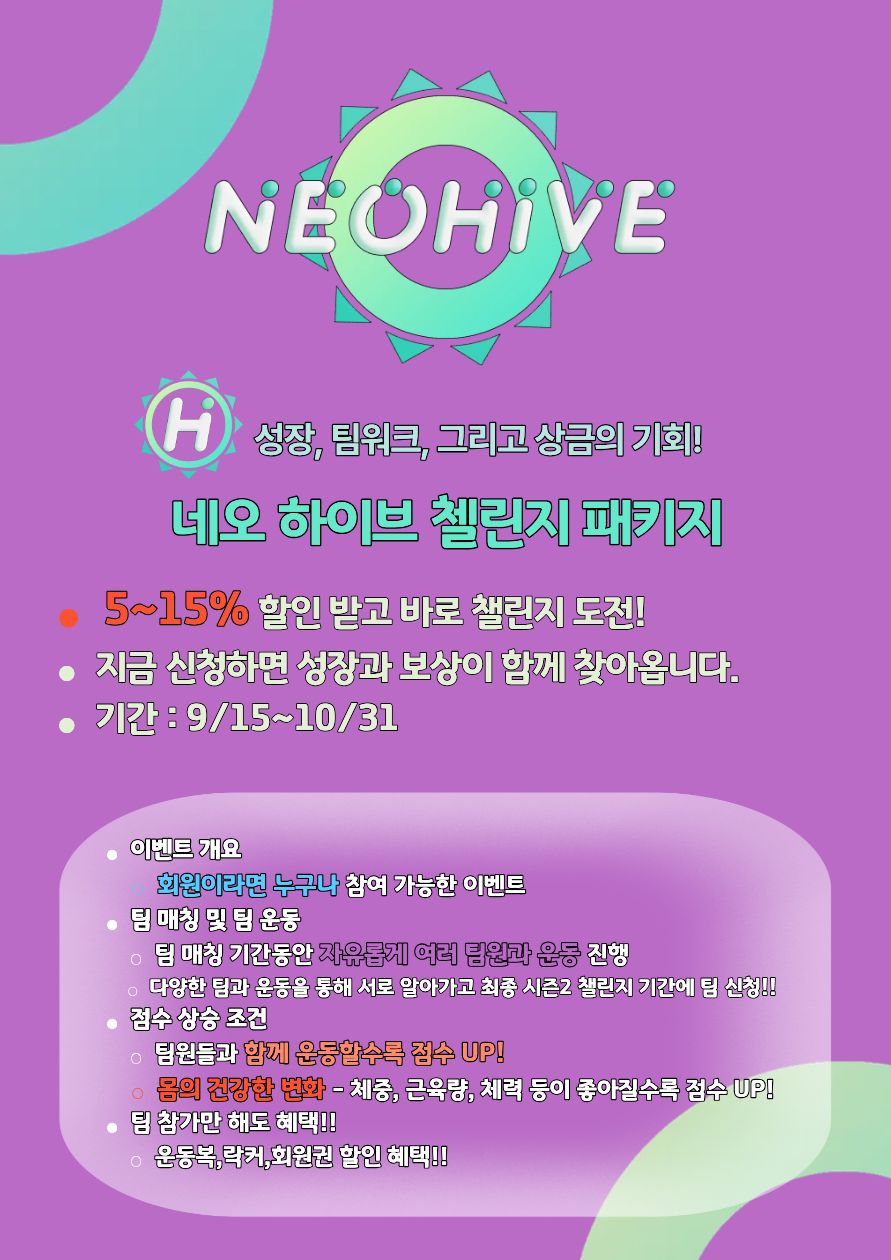 NEOHiVE
Hi
성장, 팀워크, 그리고 상금의 기회!
네오 하이브 첼린지 패키지
5~15% 할인 받고 바로 챌린지 도전!
지금 신청하면 성장과 보상이 함께 찾아옵니다.
기간 : 9/15~10/31
이벤트 개요
회원이라면 누구나 참여 가능한 이벤트
팀 매칭 및 팀 운동
팀 매칭 기간동안 자유롭게 여러 팀원과 운동 진행
다양한 팀과 운동을 통해 서로 알아가고 최종 시즌2 챌린지 기간에 팀 신청!!
점수 상승 조건
팀원들과 함께 운동할수록 점수 UP!
몸의 건강한 변화 – 체중, 근육량, 체력 등이 좋아질수록 점수 UP!
팀 참가만 해도 혜택!!
운동복,락커,회원권 할인 혜택!!